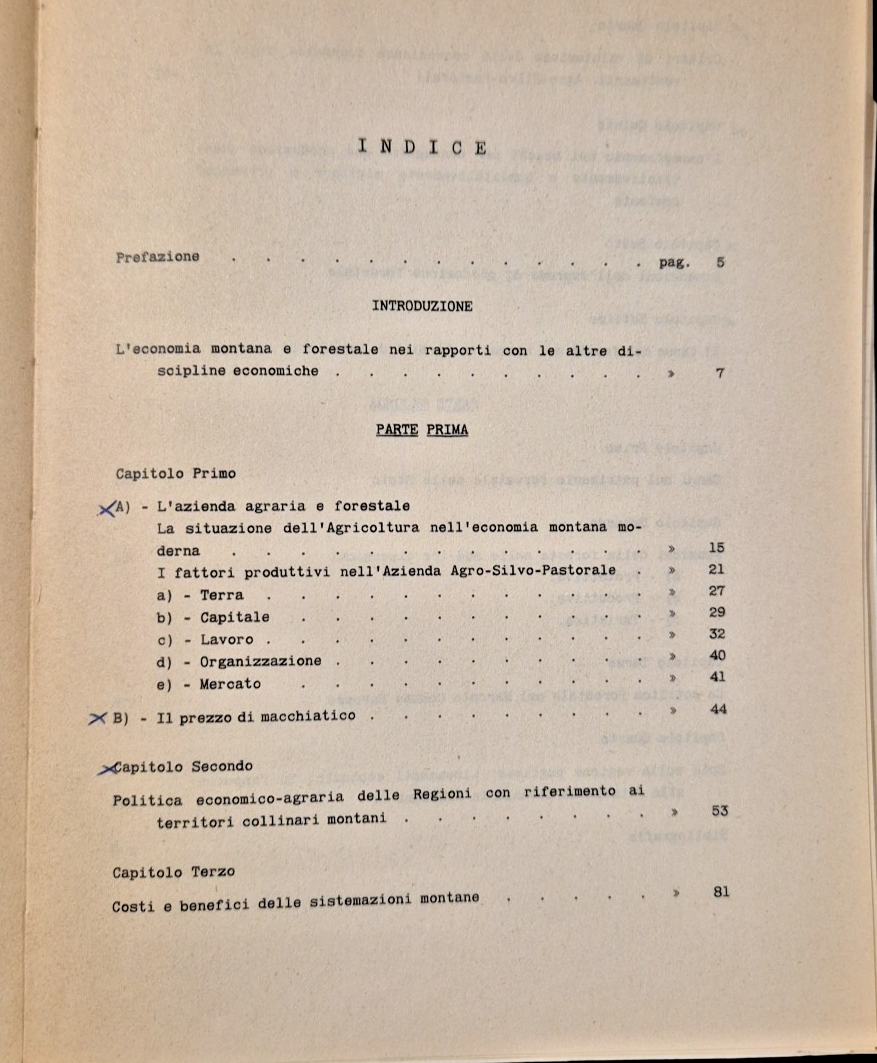 I N D I C E
Prefazione . . . . . . . . . . . . . pag. 5
INTRODUZIONE
L'economia montana e forestale nei rapporti con le altre di-
scipline economiche . . . . . . . . . . » 7
PARTE PRIMA
Capitolo Primo
A) - L'azienda agraria e forestale
La situazione dell'Agricoltura nell'economia montana mo-
derna . . . . . . . . . . . . . » 15
I fattori produttivi nell'Azienda Agro-Silvo-Pastorale . » 21
a) - Terra . . . . . . . . . . . . » 27
b) - Capitale . . . . . . . . . . . » 29
c) - Lavoro . . . . . . . . . . . . » 32
d) - Organizzazione . . . . . . . . . . » 40
e) - Mercato . . . . . . . . . . . » 41
B) - Il prezzo di macchiatico . . . . . . . . . » 44
Capitolo Secondo
Politica economico-agraria delle Regioni con riferimento ai
territori collinari montani . . . . . . . . » 53
Capitolo Terzo
Costi e benefici delle sistemazioni montane . . . . . » 81